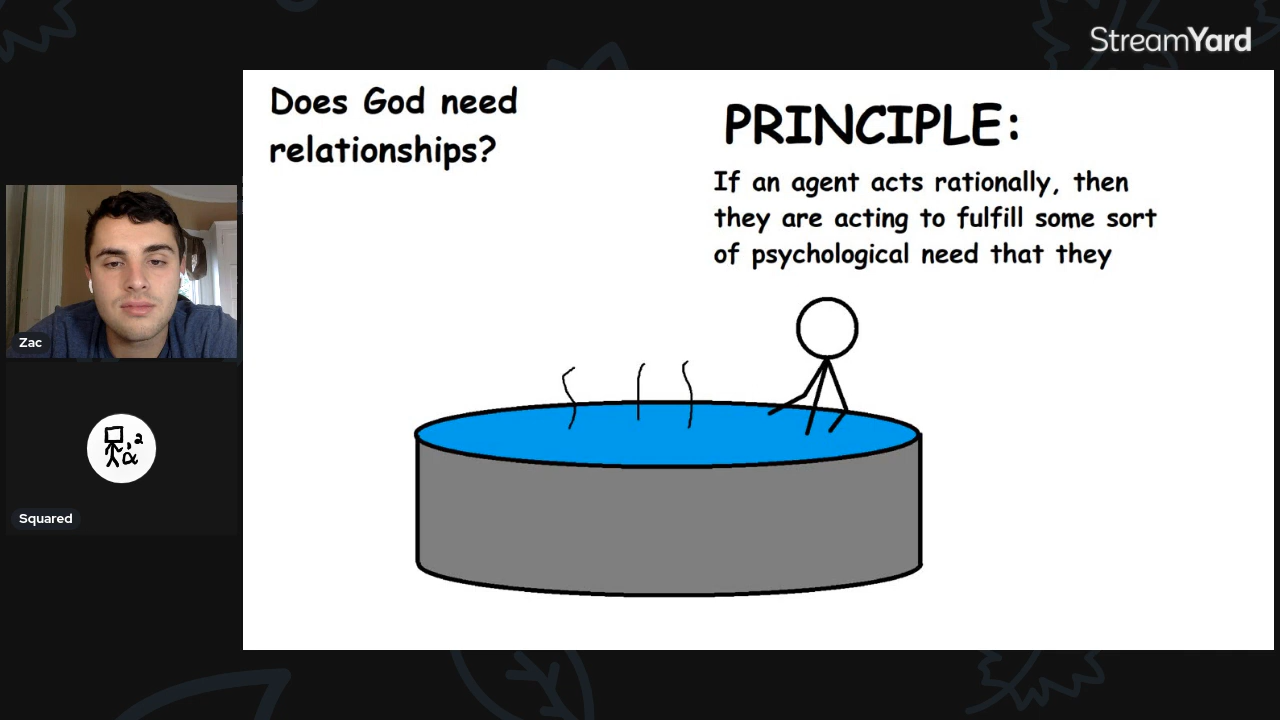 StreamYard
Does God need
relationships?
PRINCIPLE:
If an agent acts rationally, then
they are acting to fulfill some sort
of psychological need that they
Zac
Squared